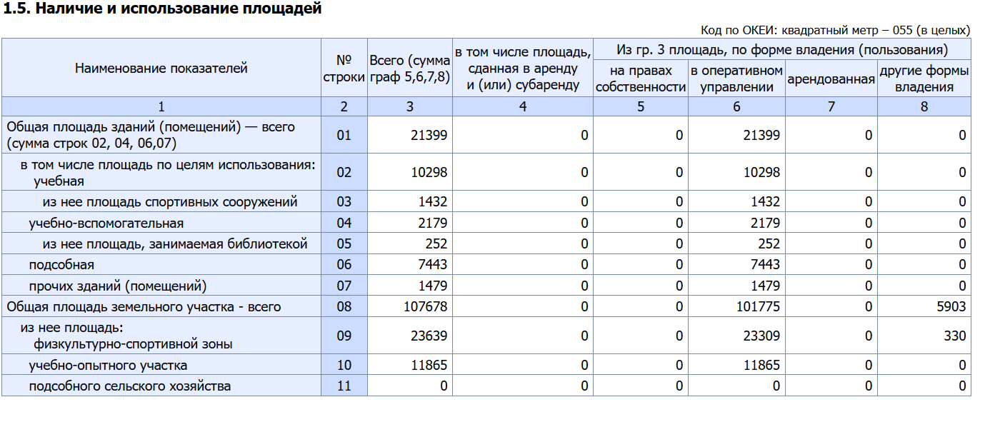 1.5. Наличие и использование площадей
Код по ОКЕИ: квадратный метр – 055 (в целых)
Наименование показателей
№
строки
Всего (сумма
граф 5,6,7,8)
в том числе площадь,
сданная в аренду
и (или) субаренду
Из гр. 3 площадь, по форме владения (пользования)
на правах
собственности
в оперативном
управлении
арендованная
другие формы
владения
1 2 3 4 5 6 7 8
Общая площадь зданий (помещений) — всего
(сумма строк 02, 04, 06,07) 01 21399 0 0 21399 0 0
в том числе площадь по целям использования:
учебная 02 10298 0 0 10298 0 0
из нее площадь спортивных сооружений 03 1432 0 0 1432 0 0
учебно-вспомогательная 04 2179 0 0 2179 0 0
из нее площадь, занимаемая библиотекой 05 252 0 0 252 0 0
подсобная 06 7443 0 0 7443 0 0
прочих зданий (помещений) 07 1479 0 0 1479 0 0
Общая площадь земельного участка - всего 08 107678 0 0 101775 0 5903
из нее площадь:
физкультурно-спортивной зоны 09 23639 0 0 23309 0 330
учебно-опытного участка 10 11865 0 0 11865 0 0
подсобного сельского хозяйства 11 0 0 0 0 0 0